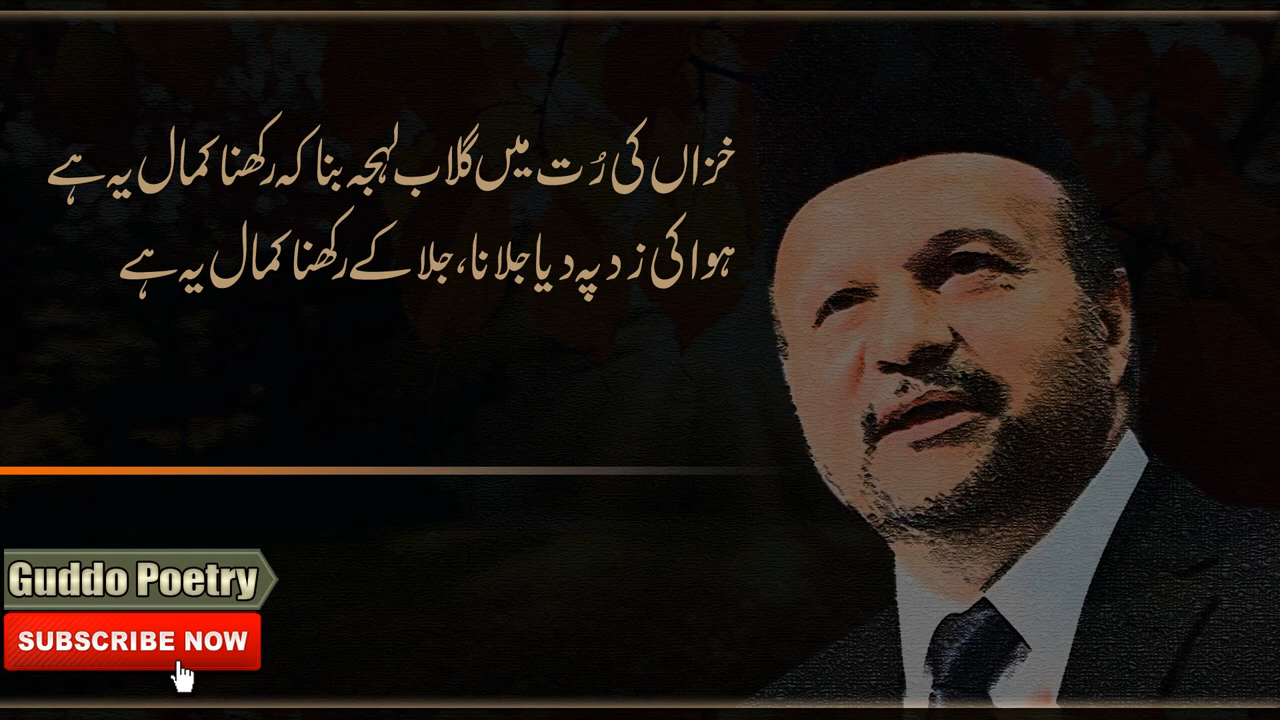 خزاں کی رُت میں گلاب لہجہ بنا کہ رکھنا کمال یہ ہے
ہوا کی زد پہ دیا جلانا، جلا کے رکھنا کمال یہ ہے
Guddo Poetry
SUBSCRIBE NOW